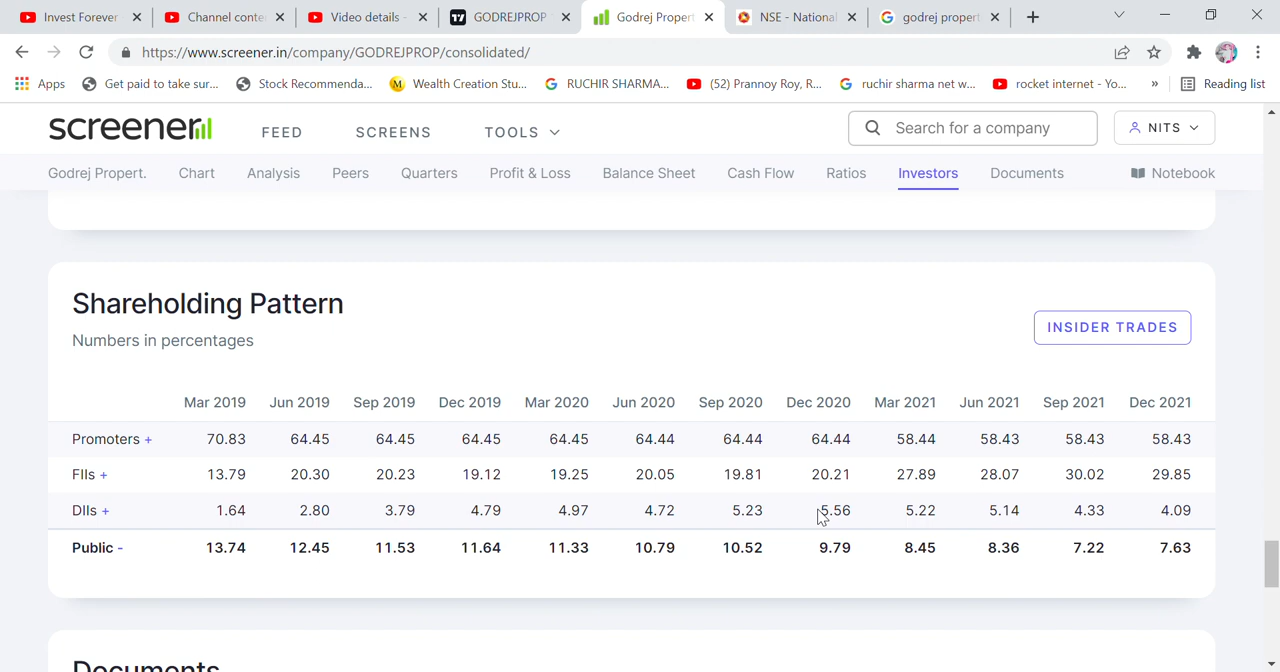 Invest Forever
Channel conte
Video details -
GODREJPROP
Godrej Propert
NSE - National
godrej propert
https://www.screener.in/company/GODREJPROP/consolidated/
Apps
Get paid to take sur...
Stock Recommenda...
Wealth Creation Stu...
RUCHIR SHARMA...
(52) Prannoy Roy, R...
ruchir sharma net w...
rocket internet - Yo...
»
Reading list
screener
FEED
SCREENS
TOOLS
Search for a company
NITS
Godrej Propert.
Chart
Analysis
Peers
Quarters
Profit & Loss
Balance Sheet
Cash Flow
Ratios
Investors
Documents
Notebook
Shareholding Pattern
Numbers in percentages
INSIDER TRADES
Mar 2019 Jun 2019 Sep 2019 Dec 2019 Mar 2020 Jun 2020 Sep 2020 Dec 2020 Mar 2021 Jun 2021 Sep 2021 Dec 2021
Promoters + 70.83 64.45 64.45 64.45 64.45 64.44 64.44 64.44 58.44 58.43 58.43 58.43
FIIs + 13.79 20.30 20.23 19.12 19.25 20.05 19.81 20.21 27.89 28.07 30.02 29.85
DIIs + 1.64 2.80 3.79 4.79 4.97 4.72 5.23 5.56 5.22 5.14 4.33 4.09
Public - 13.74 12.45 11.53 11.64 11.33 10.79 10.52 9.79 8.45 8.36 7.22 7.63
Documents